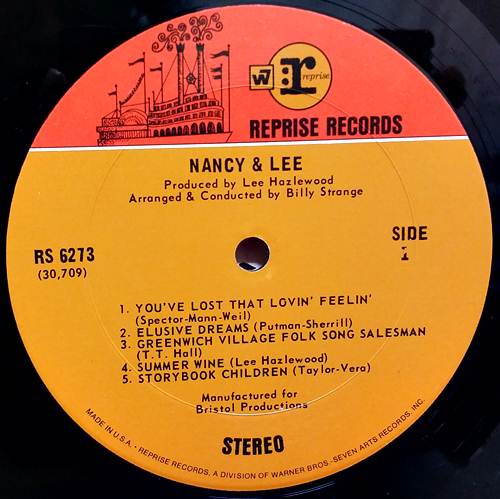 W7 r reprise
REPRISE RECORDS
NANCY & LEE
Produced by Lee Hazlewood
Arranged & Conducted by Billy Strange
RS 6273
(30,709)
SIDE
1
1. YOU'VE LOST THAT LOVIN' FEELIN'
(Spector-Mann-Weil)
2. ELUSIVE DREAMS (Putman-Sherrill)
3. GREENWICH VILLAGE FOLK SONG SALESMAN
(T.T. Hall)
4. SUMMER WINE (Lee Hazlewood)
5. STORYBOOK CHILDREN (Taylor-Vera)
Manufactured for
Bristol Productions
STEREO
MADE IN U.S.A. • REPRISE RECORDS, A DIVISION OF WARNER BROS.-SEVEN ARTS RECORDS, INC.